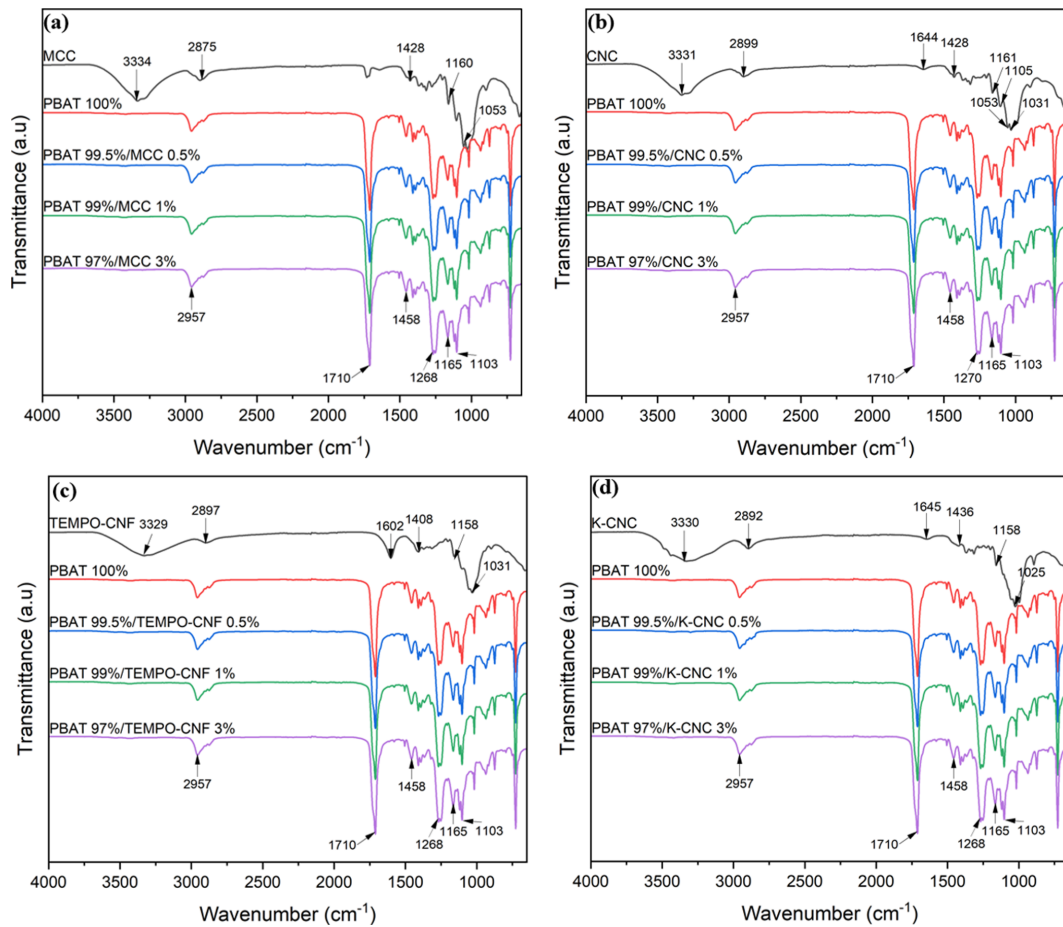 (a)
MCC
3334
2875
1428
1160
1053
PBAT 100%
PBAT 99.5%/MCC 0.5%
PBAT 99%/MCC 1%
PBAT 97%/MCC 3%
2957
1710
1458
1268
1165
1103
Transmittance (a.u)
4000 3500 3000 2500 2000 1500 1000
Wavenumber (cm⁻¹)
(b)
CNC
3331
2899
1644
1428
1161
1105
1053
1031
PBAT 100%
PBAT 99.5%/CNC 0.5%
PBAT 99%/CNC 1%
PBAT 97%/CNC 3%
2957
1710
1458
1270
1165
1103
Transmittance (a.u)
4000 3500 3000 2500 2000 1500 1000
Wavenumber (cm⁻¹)
(c)
TEMPO-CNF
3329
2897
1602
1408
1158
1031
PBAT 100%
PBAT 99.5%/TEMPO-CNF 0.5%
PBAT 99%/TEMPO-CNF 1%
PBAT 97%/TEMPO-CNF 3%
2957
1710
1458
1268
1165
1103
Transmittance (a.u)
4000 3500 3000 2500 2000 1500 1000
Wavenumber (cm⁻¹)
(d)
K-CNC
3330
2892
1645
1436
1158
1025
PBAT 100%
PBAT 99.5%/K-CNC 0.5%
PBAT 99%/K-CNC 1%
PBAT 97%/K-CNC 3%
2957
1710
1458
1268
1165
1103
Transmittance (a.u)
4000 3500 3000 2500 2000 1500 1000
Wavenumber (cm⁻¹)